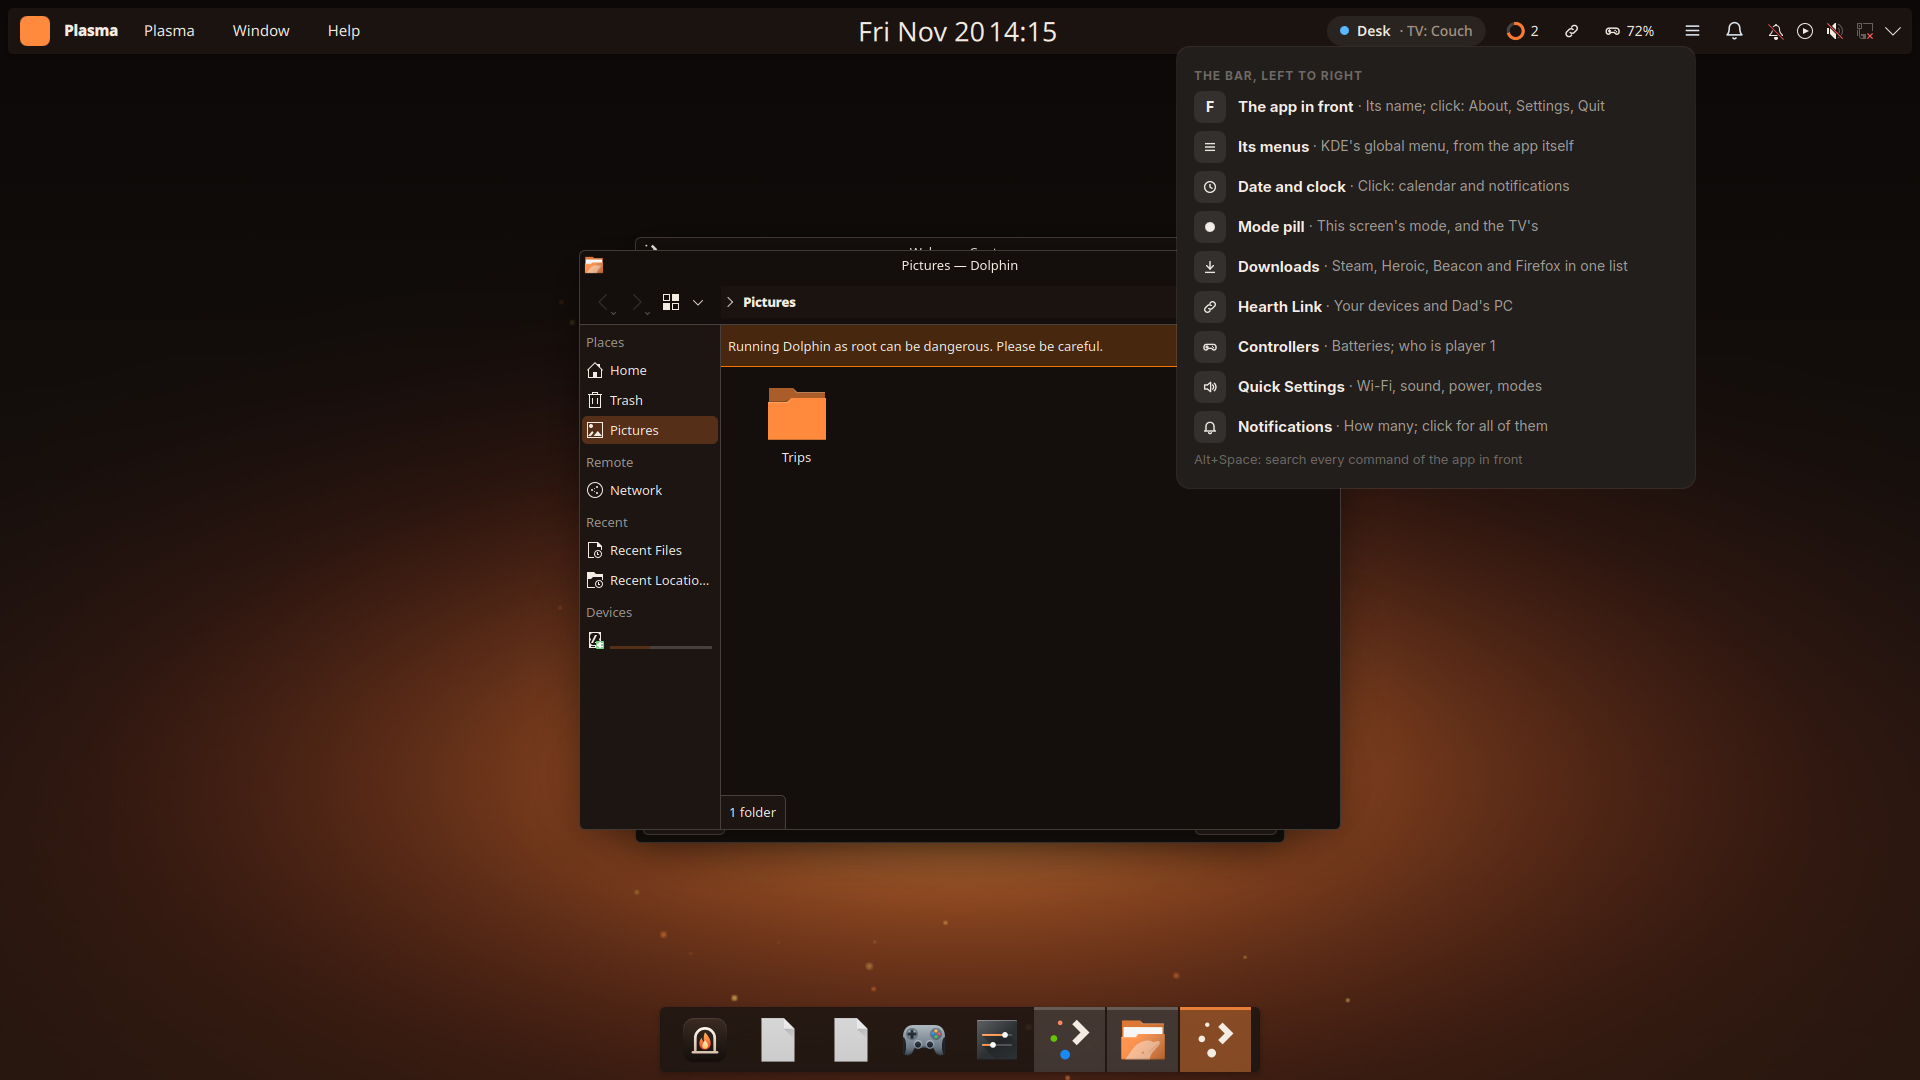 Plasma Plasma Window Help Fri Nov 20 14:15 Desk · TV: Couch 2 72%
THE BAR, LEFT TO RIGHT
F The app in front · Its name; click: About, Settings, Quit
Its menus · KDE's global menu, from the app itself
Date and clock · Click: calendar and notifications
Mode pill · This screen's mode, and the TV's
Downloads · Steam, Heroic, Beacon and Firefox in one list
Hearth Link · Your devices and Dad's PC
Controllers · Batteries; who is player 1
Quick Settings · Wi-Fi, sound, power, modes
Notifications · How many; click for all of them
Alt+Space: search every command of the app in front
Pictures — Dolphin
Pictures
Places
Home
Trash
Pictures
Remote
Network
Recent
Recent Files
Recent Locatio...
Devices
Running Dolphin as root can be dangerous. Please be careful.
Trips
1 folder